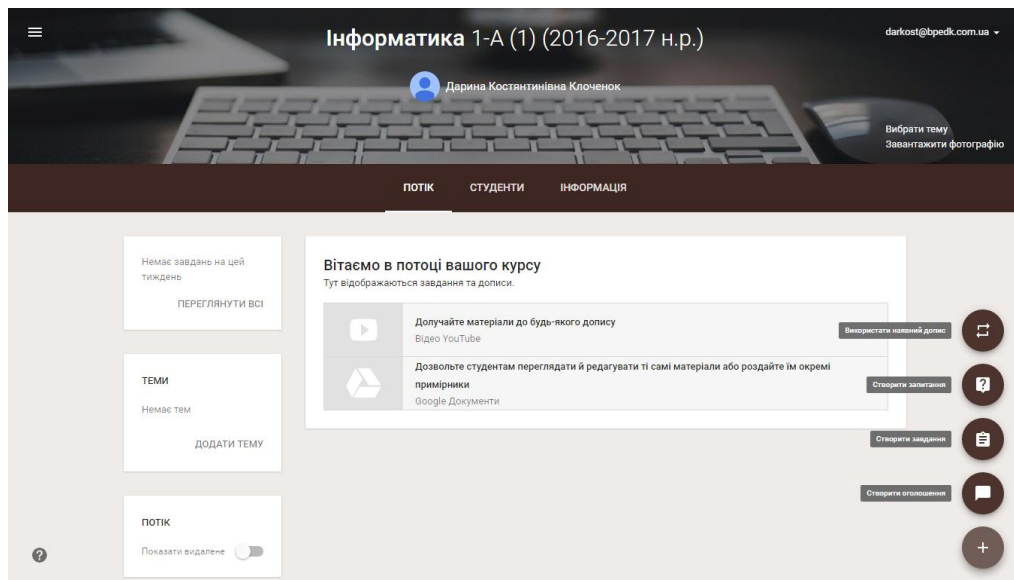 Інформатика 1-А (1) (2016-2017 н.р.)
darkost@bpedk.com.ua
Дарина Костянтинівна Клоченок
Вибрати тему
Завантажити фотографію
ПОТІК
СТУДЕНТИ
ІНФОРМАЦІЯ
Немає завдань на цей
тиждень
ПЕРЕГЛЯНУТИ ВСІ
ТЕМИ
Немає тем
ДОДАТИ ТЕМУ
ПОТІК
Показати видалене
Вітаємо в потоці вашого курсу
Тут відображаються завдання та дописи.
Долучайте матеріали до будь-якого допису
Відео YouTube
Дозвольте студентам переглядати й редагувати ті самі матеріали або роздайте їм окремі
примірники
Google Документи
Використати наявний допис
Створити запитання
Створити завдання
Створити оголошення